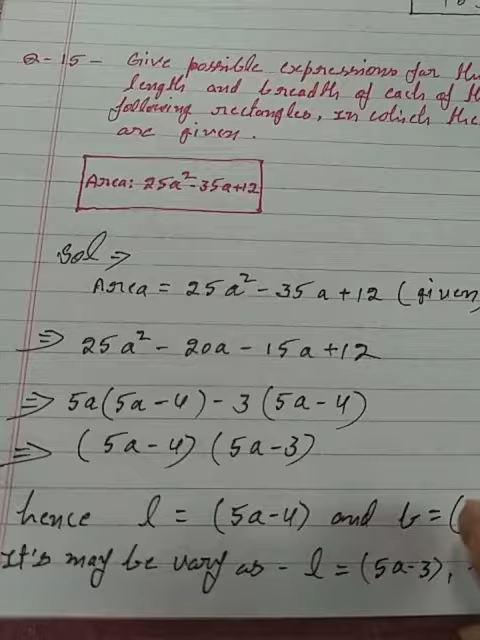 Q-15- Give possible expressions for the
length and breadth of each of the
following rectangles, in which the
are given.
Area: 25a²-35a+12
Sol ⇒
Area = 25a² - 35a + 12 (given
⇒ 25a² - 20a - 15a + 12
⇒ 5a(5a-4) - 3 (5a-4)
⇒ (5a-4) (5a-3)
hence l = (5a-4) and b = (
It's may be vary as - l = (5a-3),